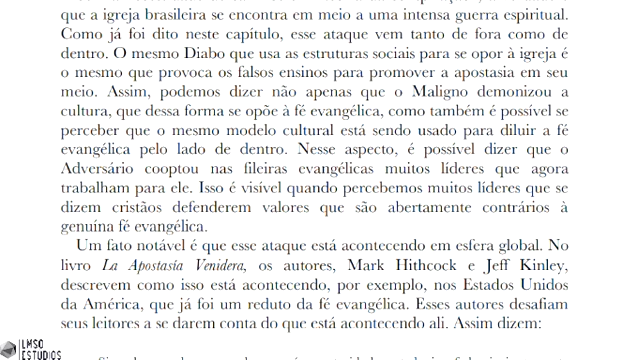 que a igreja brasileira se encontra em meio a uma intensa guerra espiritual.
Como já foi dito neste capítulo, esse ataque vem tanto de fora como de
dentro. O mesmo Diabo que usa as estruturas sociais para se opor à igreja é
o mesmo que provoca os falsos ensinos para promover a apostasia em seu
meio. Assim, podemos dizer não apenas que o Maligno demonizou a
cultura, que dessa forma se opõe à fé evangélica, como também é possível se
perceber que o mesmo modelo cultural está sendo usado para diluir a fé
evangélica pelo lado de dentro. Nesse aspecto, é possível dizer que o
Adversário cooptou nas fileiras evangélicas muitos líderes que agora
trabalham para ele. Isso é visível quando percebemos muitos líderes que se
dizem cristãos defenderem valores que são abertamente contrários à
genuína fé evangélica.
Um fato notável é que esse ataque está acontecendo em esfera global. No
livro La Apostasía Venidera, os autores, Mark Hithcock e Jeff Kinley,
descrevem como isso está acontecendo, por exemplo, nos Estados Unidos
da América, que já foi um reduto da fé evangélica. Esses autores desafiam
seus leitores a se darem conta do que está acontecendo ali. Assim dizem:
LMSO
ESTUDIOS